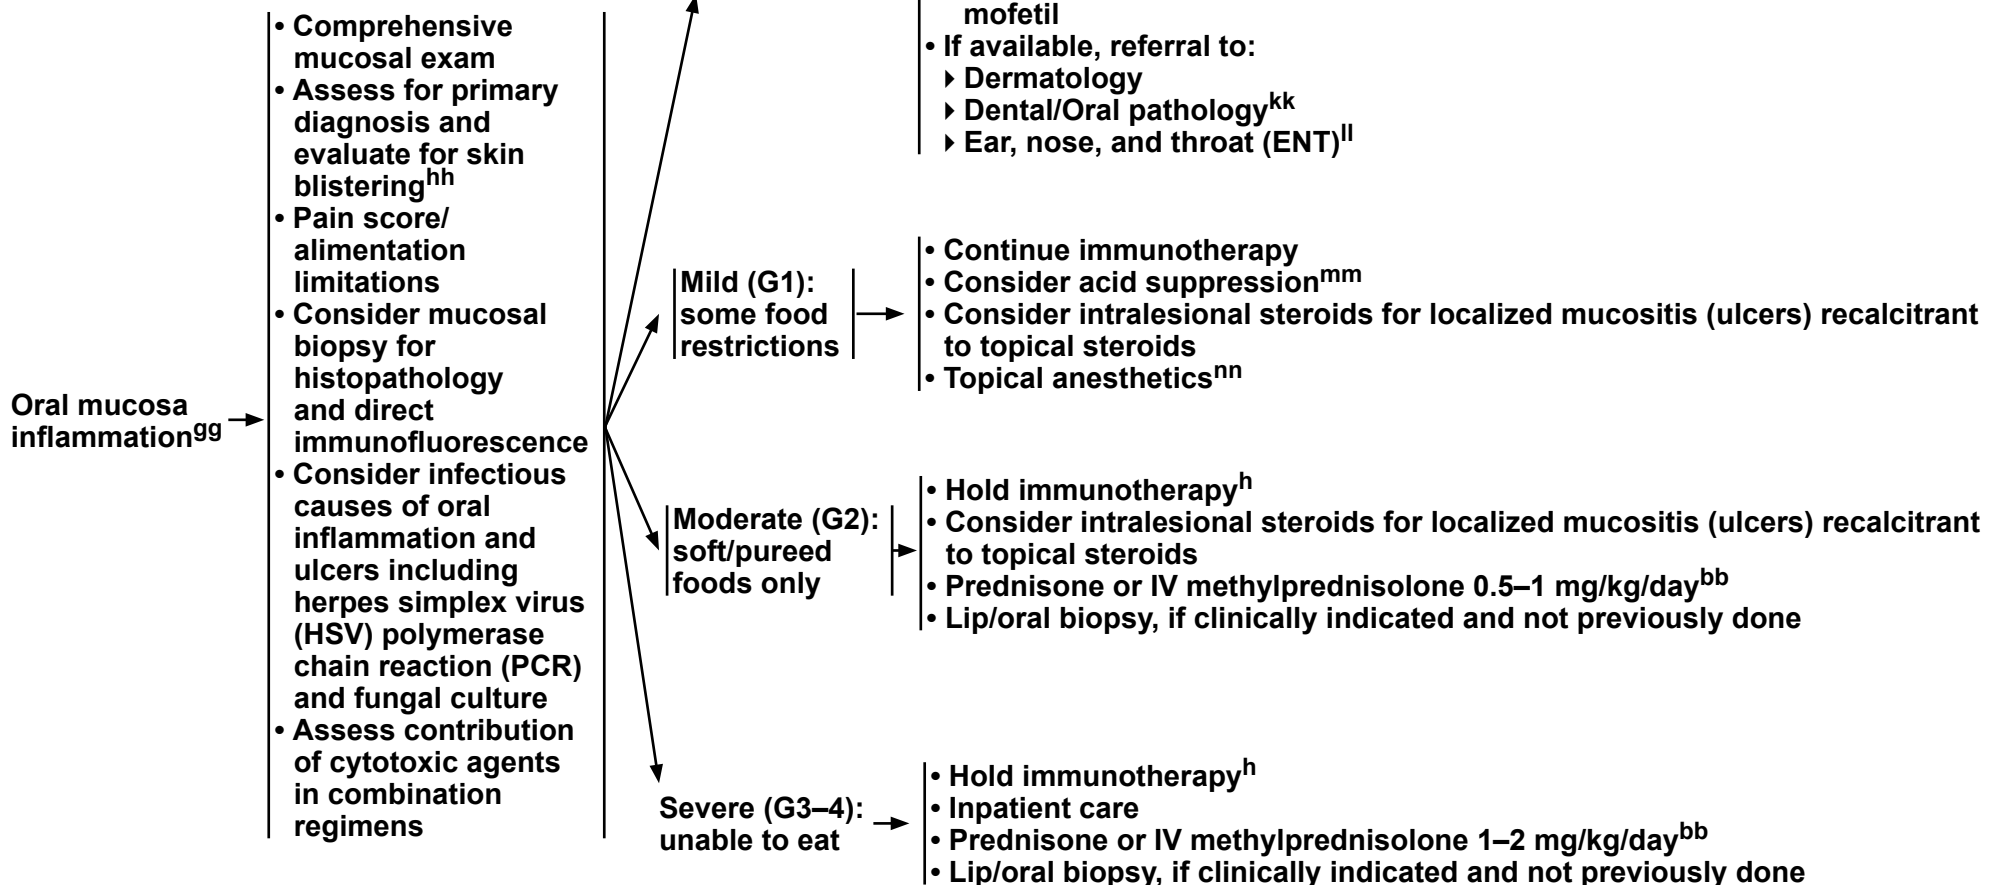 Oral mucosa
inflammationgg
• Comprehensive
mucosal exam
• Assess for primary
diagnosis and
evaluate for skin
blisteringhh
• Pain score/
alimentation
limitations
• Consider mucosal
biopsy for
histopathology
and direct
immunofluorescence
• Consider infectious
causes of oral
inflammation and
ulcers including
herpes simplex virus
(HSV) polymerase
chain reaction (PCR)
and fungal culture
• Assess contribution
of cytotoxic agents
in combination
regimens
mofetil
• If available, referral to:
Dermatology
Dental/Oral pathologykk
Ear, nose, and throat (ENT)ll
Mild (G1):
some food
restrictions
• Continue immunotherapy
• Consider acid suppressionmm
• Consider intralesional steroids for localized mucositis (ulcers) recalcitrant
to topical steroids
• Topical anestheticsnn
Moderate (G2):
soft/pureed
foods only
• Hold immunotherapyh
• Consider intralesional steroids for localized mucositis (ulcers) recalcitrant
to topical steroids
• Prednisone or IV methylprednisolone 0.5–1 mg/kg/daybb
• Lip/oral biopsy, if clinically indicated and not previously done
Severe (G3–4):
unable to eat
• Hold immunotherapyh
• Inpatient care
• Prednisone or IV methylprednisolone 1–2 mg/kg/daybb
• Lip/oral biopsy, if clinically indicated and not previously done